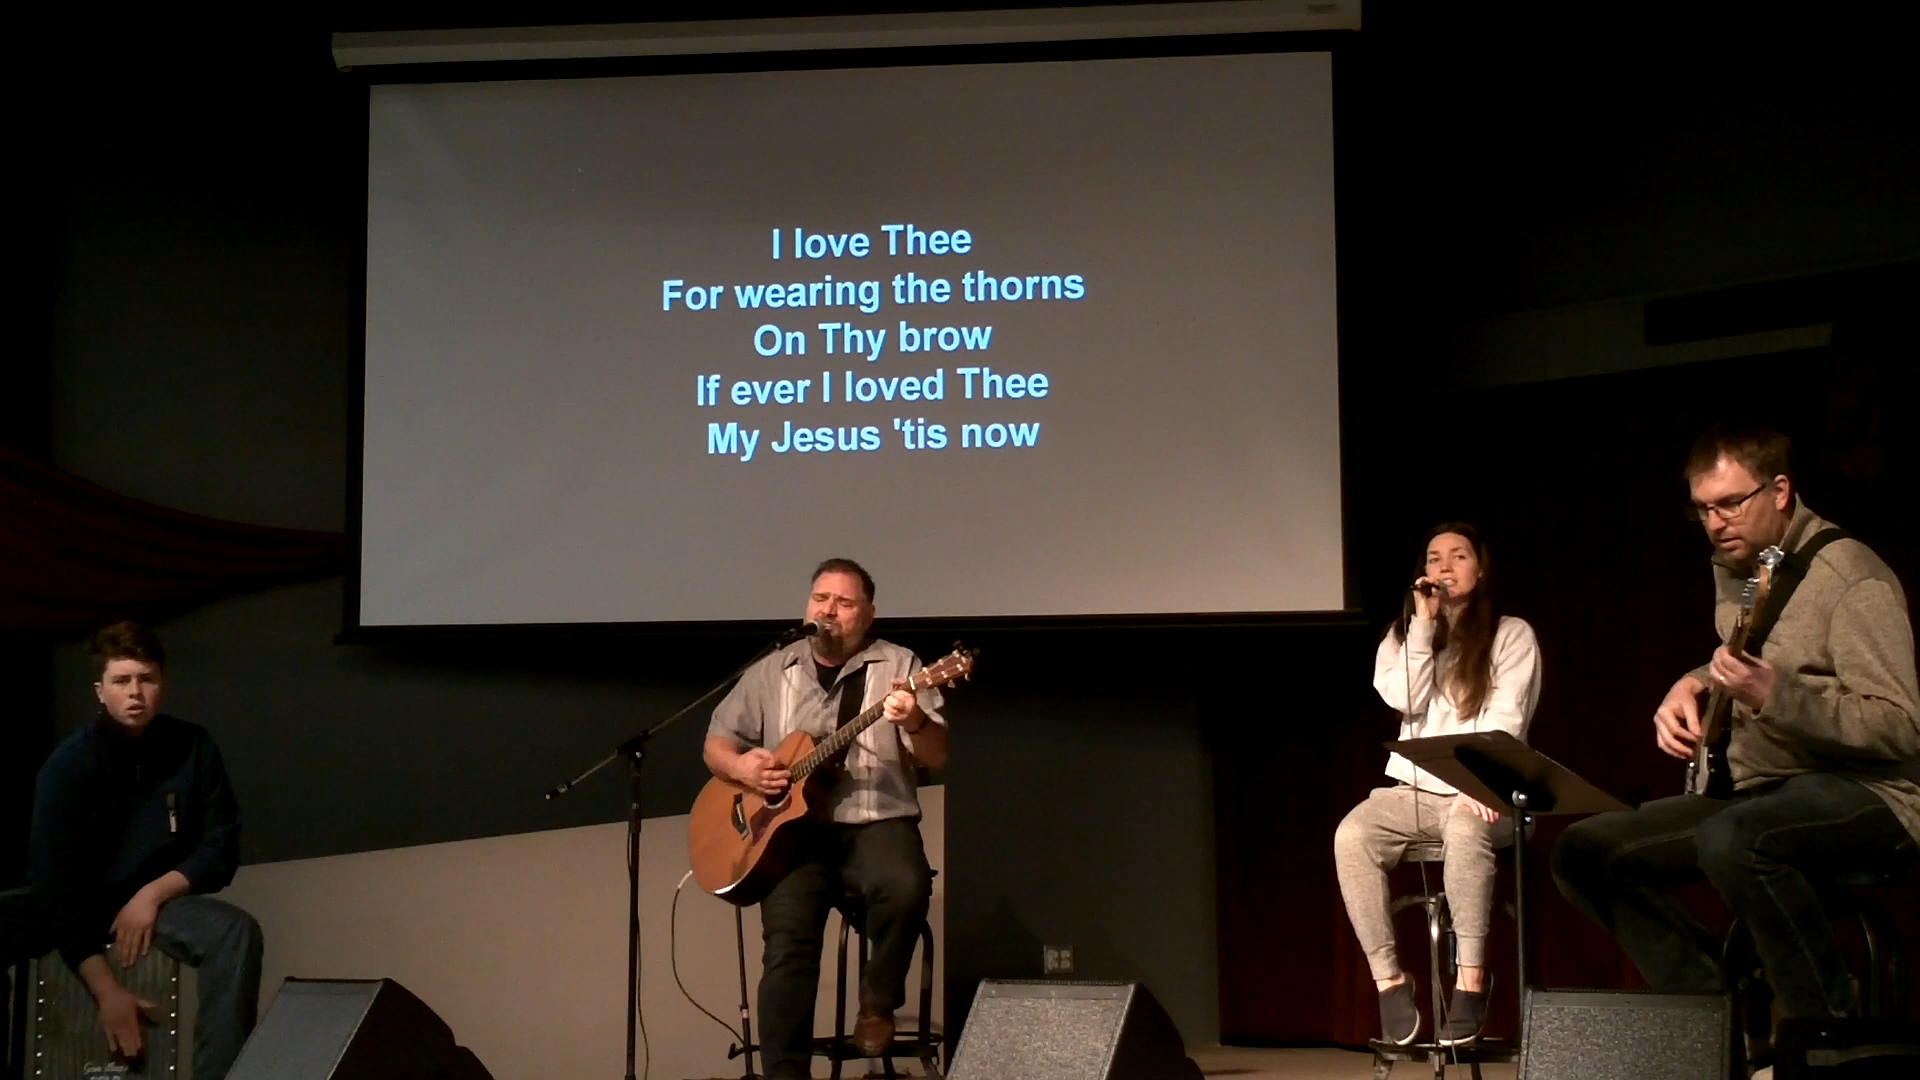 I love Thee
For wearing the thorns
On Thy brow
If ever I loved Thee
My Jesus 'tis now